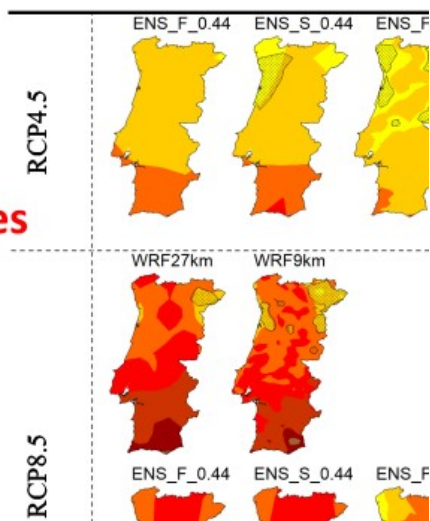 ENS_F_0.44 ENS_S_0.44 ENS_F
RCP4.5
es
WRF27km WRF9km
RCP8.5
ENS_F_0.44 ENS_S_0.44 ENS_F